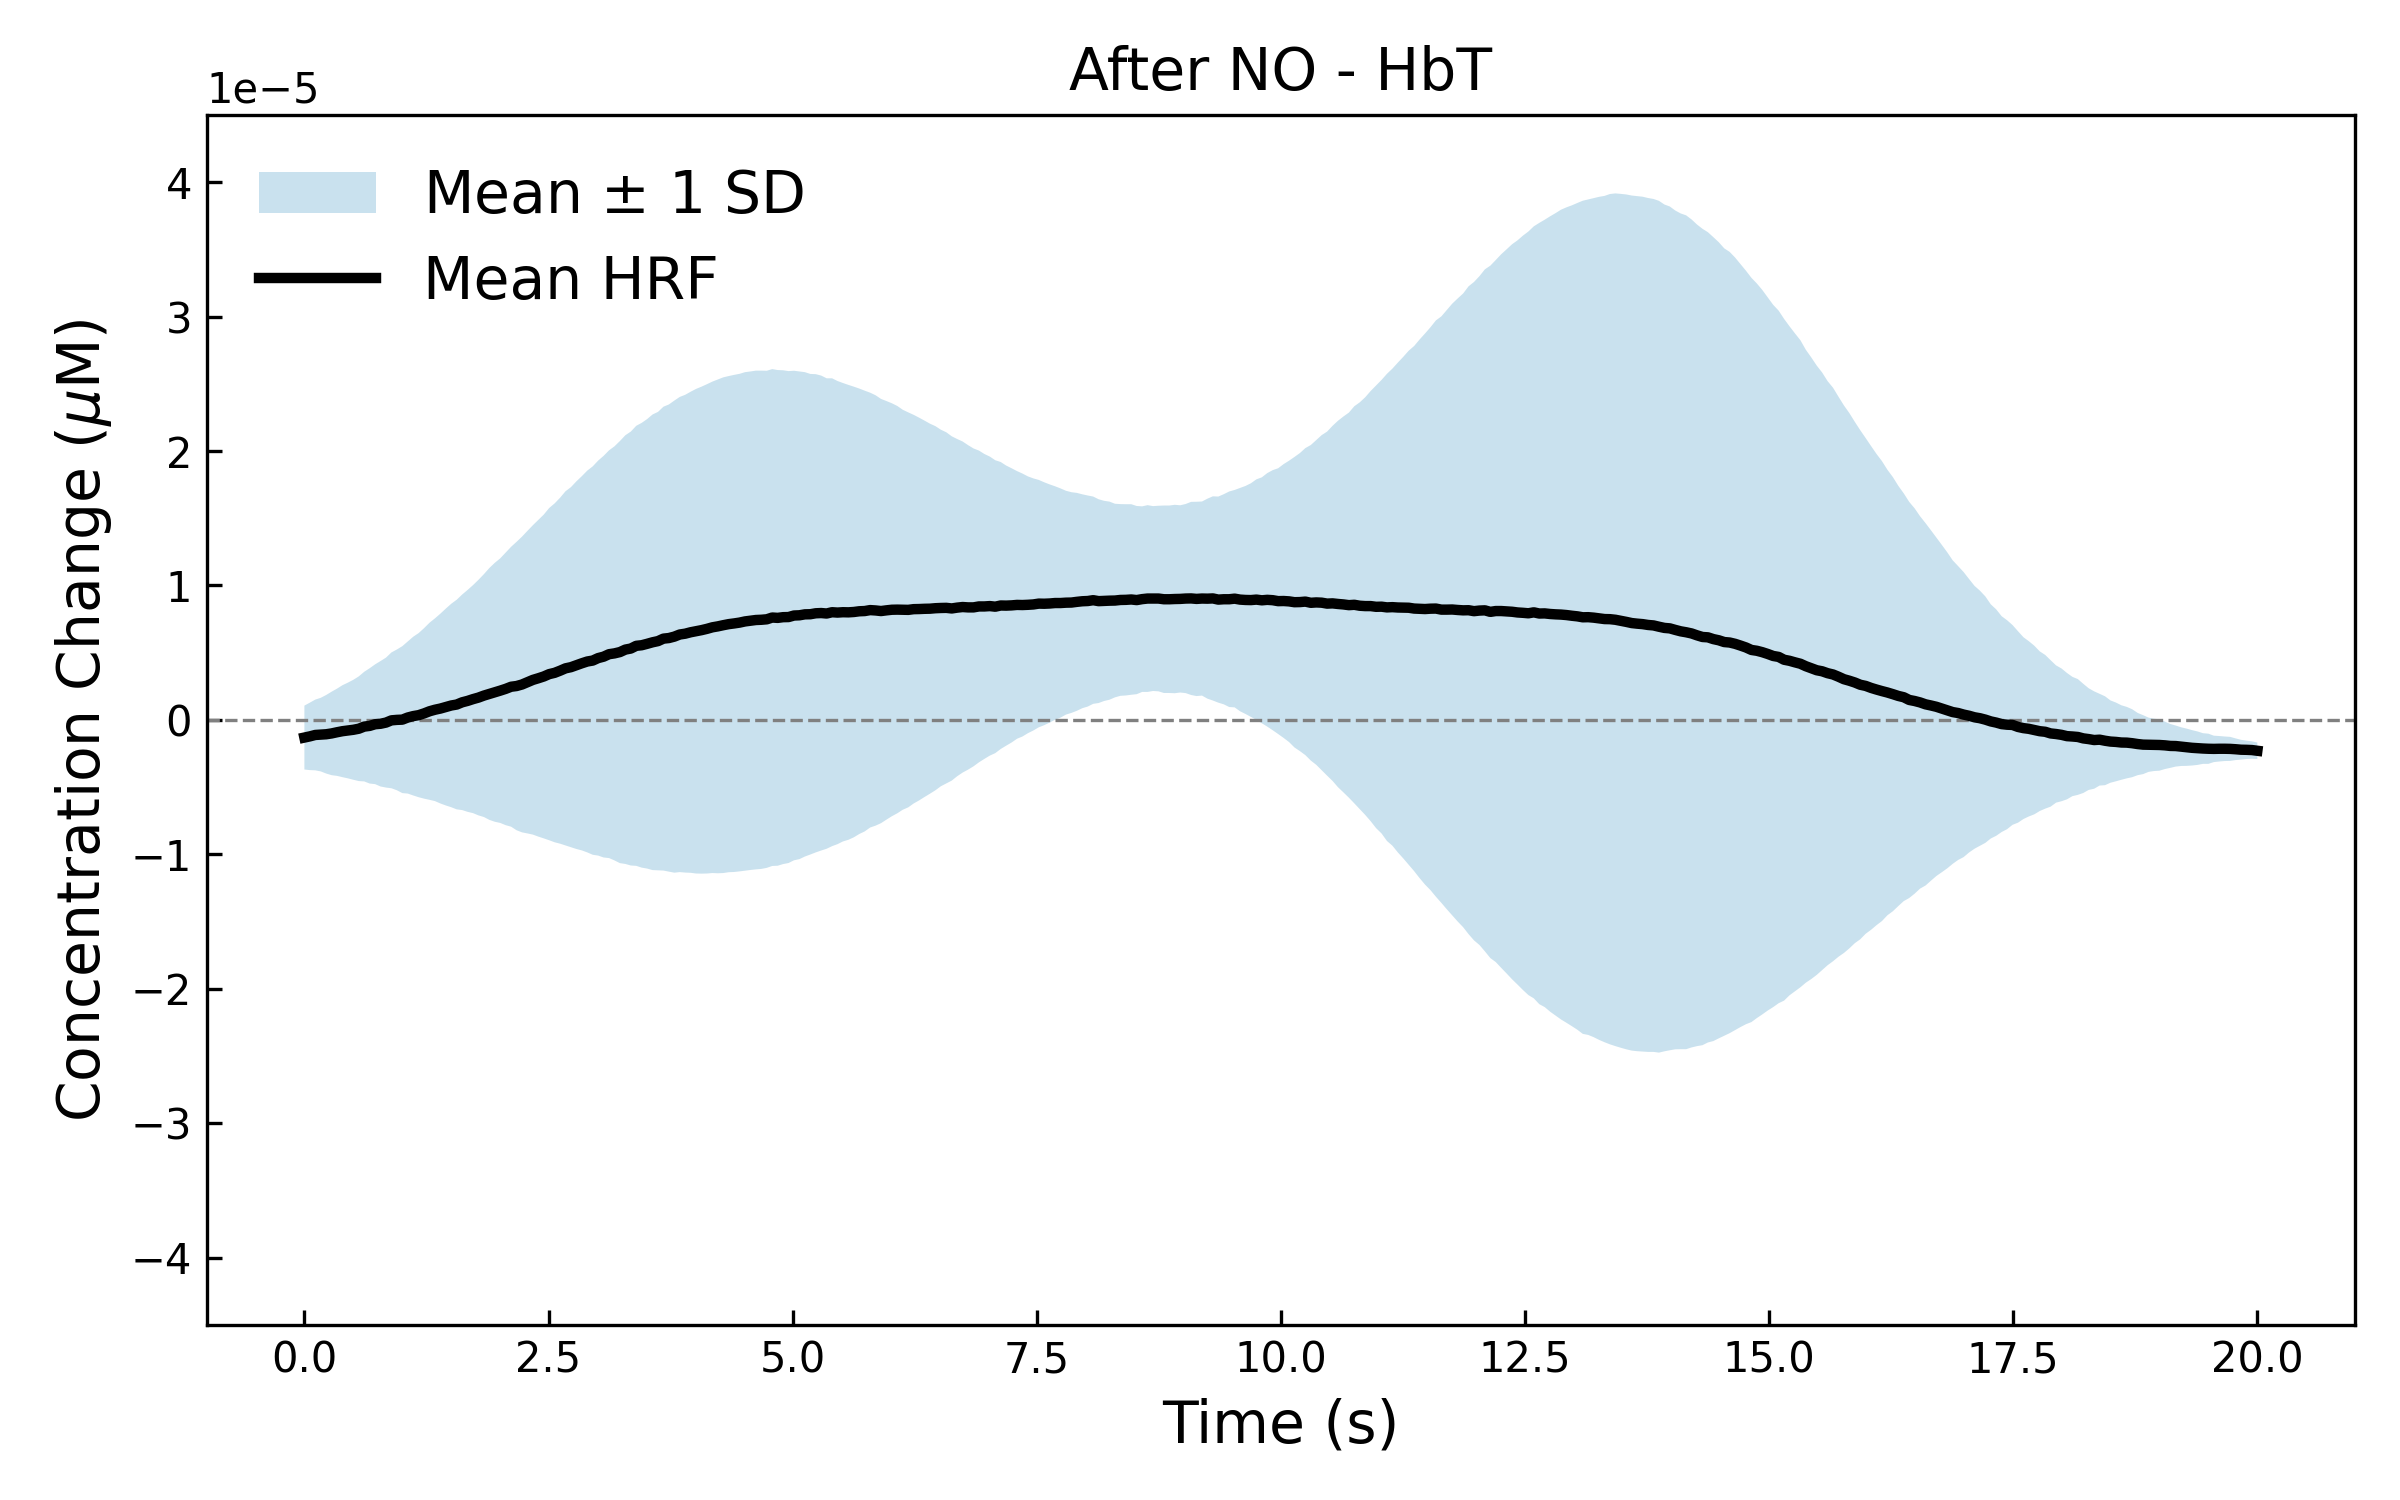 After NO - HbT
1e−5
Mean ± 1 SD
Mean HRF
Concentration Change (μM)
4
3
2
1
0
−1
−2
−3
−4
0.0 2.5 5.0 7.5 10.0 12.5 15.0 17.5 20.0
Time (s)